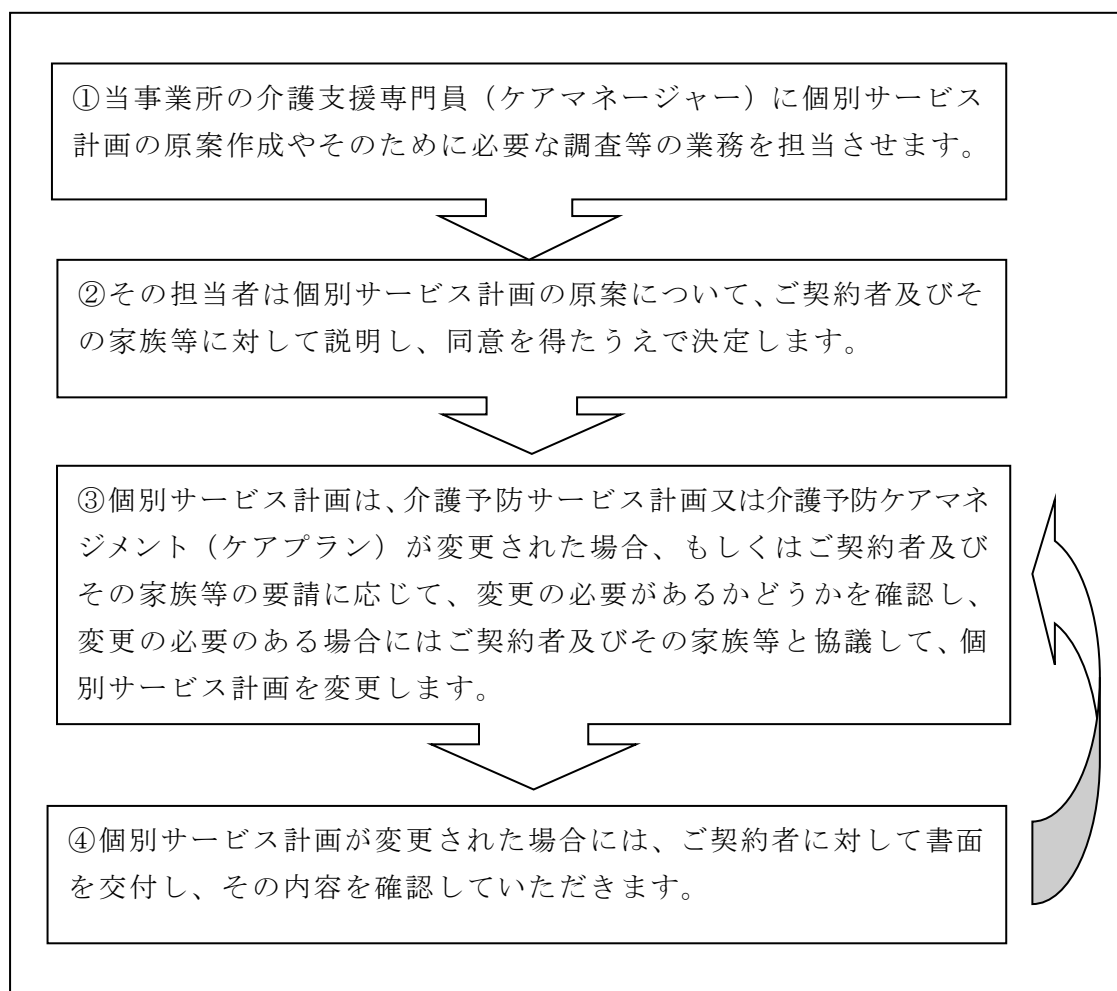 ①当事業所の介護支援専門員（ケアマネージャー）に個別サービス
計画の原案作成やそのために必要な調査等の業務を担当させます。
②その担当者は個別サービス計画の原案について、ご契約者及びそ
の家族等に対して説明し、同意を得たうえで決定します。
③個別サービス計画は、介護予防サービス計画又は介護予防ケアマネ
ジメント（ケアプラン）が変更された場合、もしくはご契約者及び
その家族等の要請に応じて、変更の必要があるかどうかを確認し、
変更の必要のある場合にはご契約者及びその家族等と協議して、個
別サービス計画を変更します。
④個別サービス計画が変更された場合には、ご契約者に対して書面
を交付し、その内容を確認していただきます。